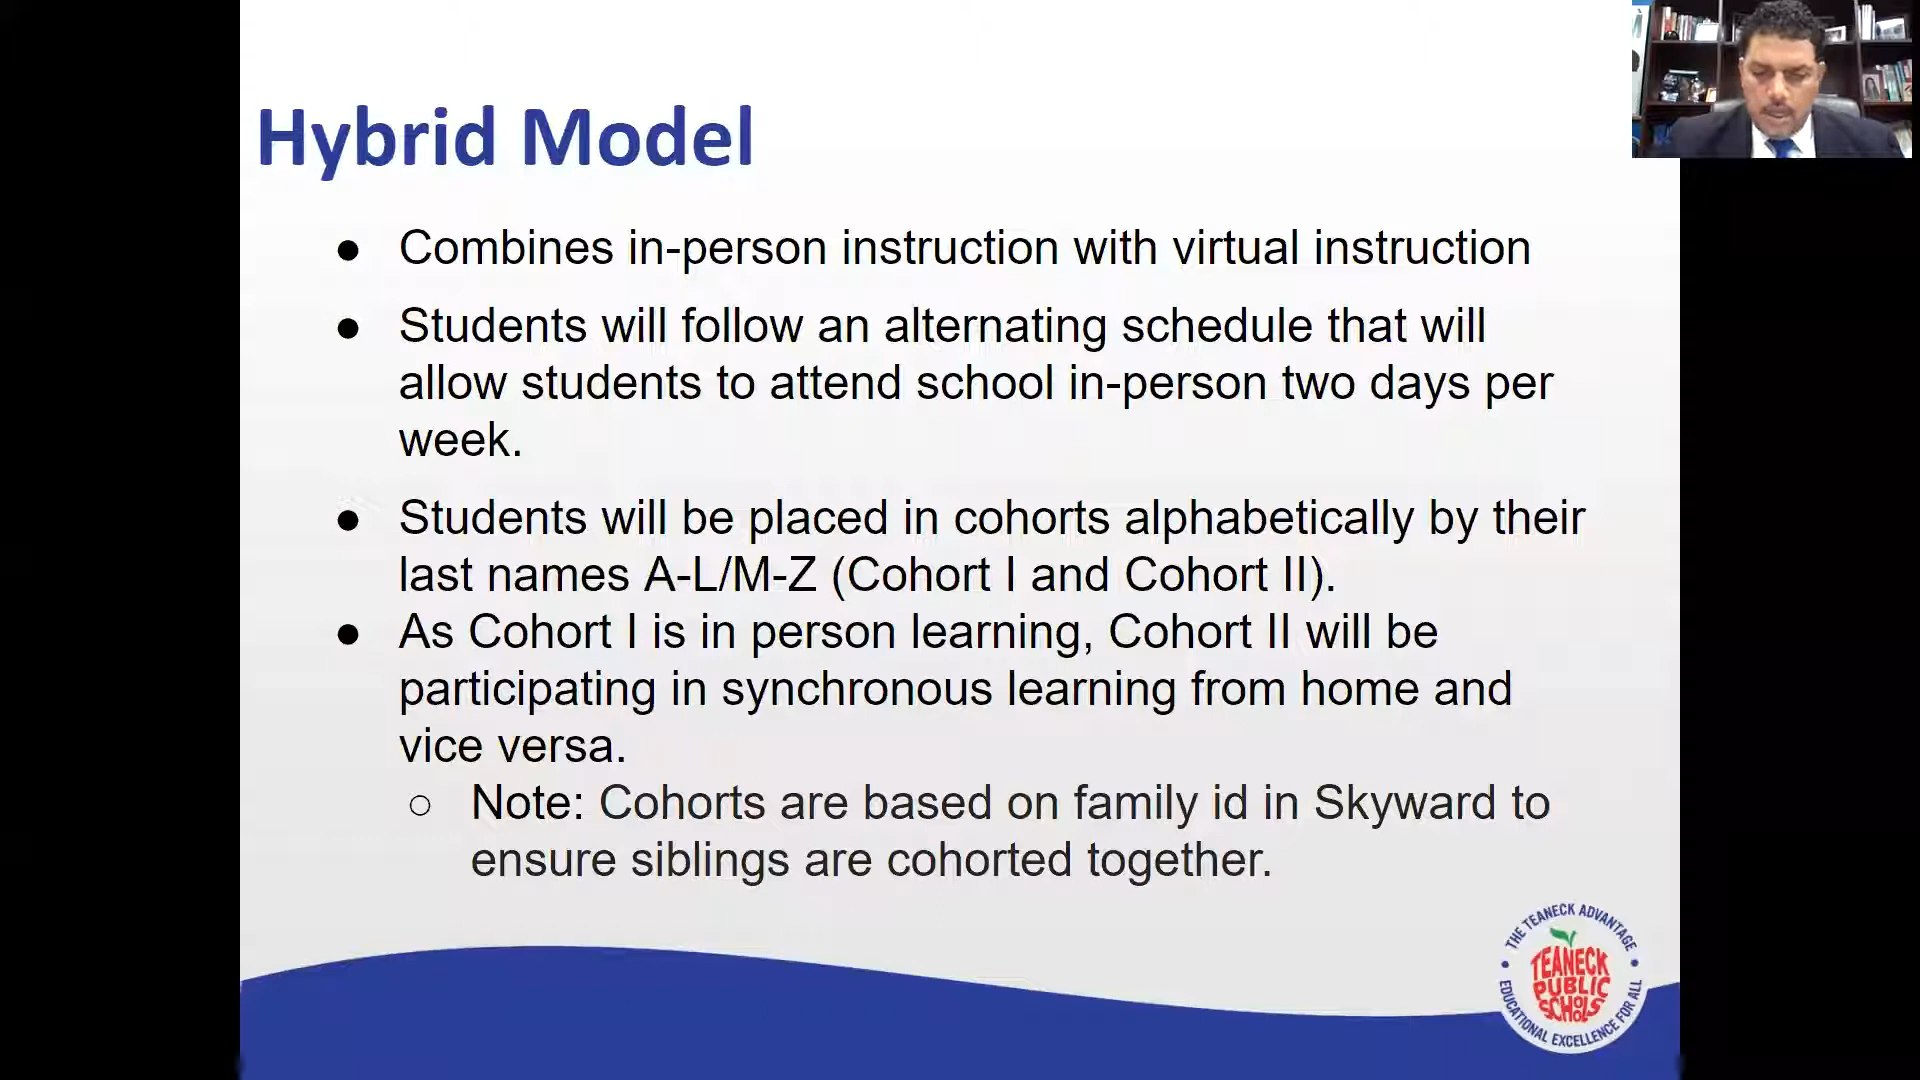 Hybrid Model
● Combines in-person instruction with virtual instruction
● Students will follow an alternating schedule that will
allow students to attend school in-person two days per
week.
● Students will be placed in cohorts alphabetically by their
last names A-L/M-Z (Cohort I and Cohort II).
● As Cohort I is in person learning, Cohort II will be
participating in synchronous learning from home and
vice versa.
○ Note: Cohorts are based on family id in Skyward to
ensure siblings are cohorted together.
THE TEANECK ADVANTAGE
TEANECK
PUBLIC
SCHOOLS
EDUCATIONAL EXCELLENCE FOR ALL